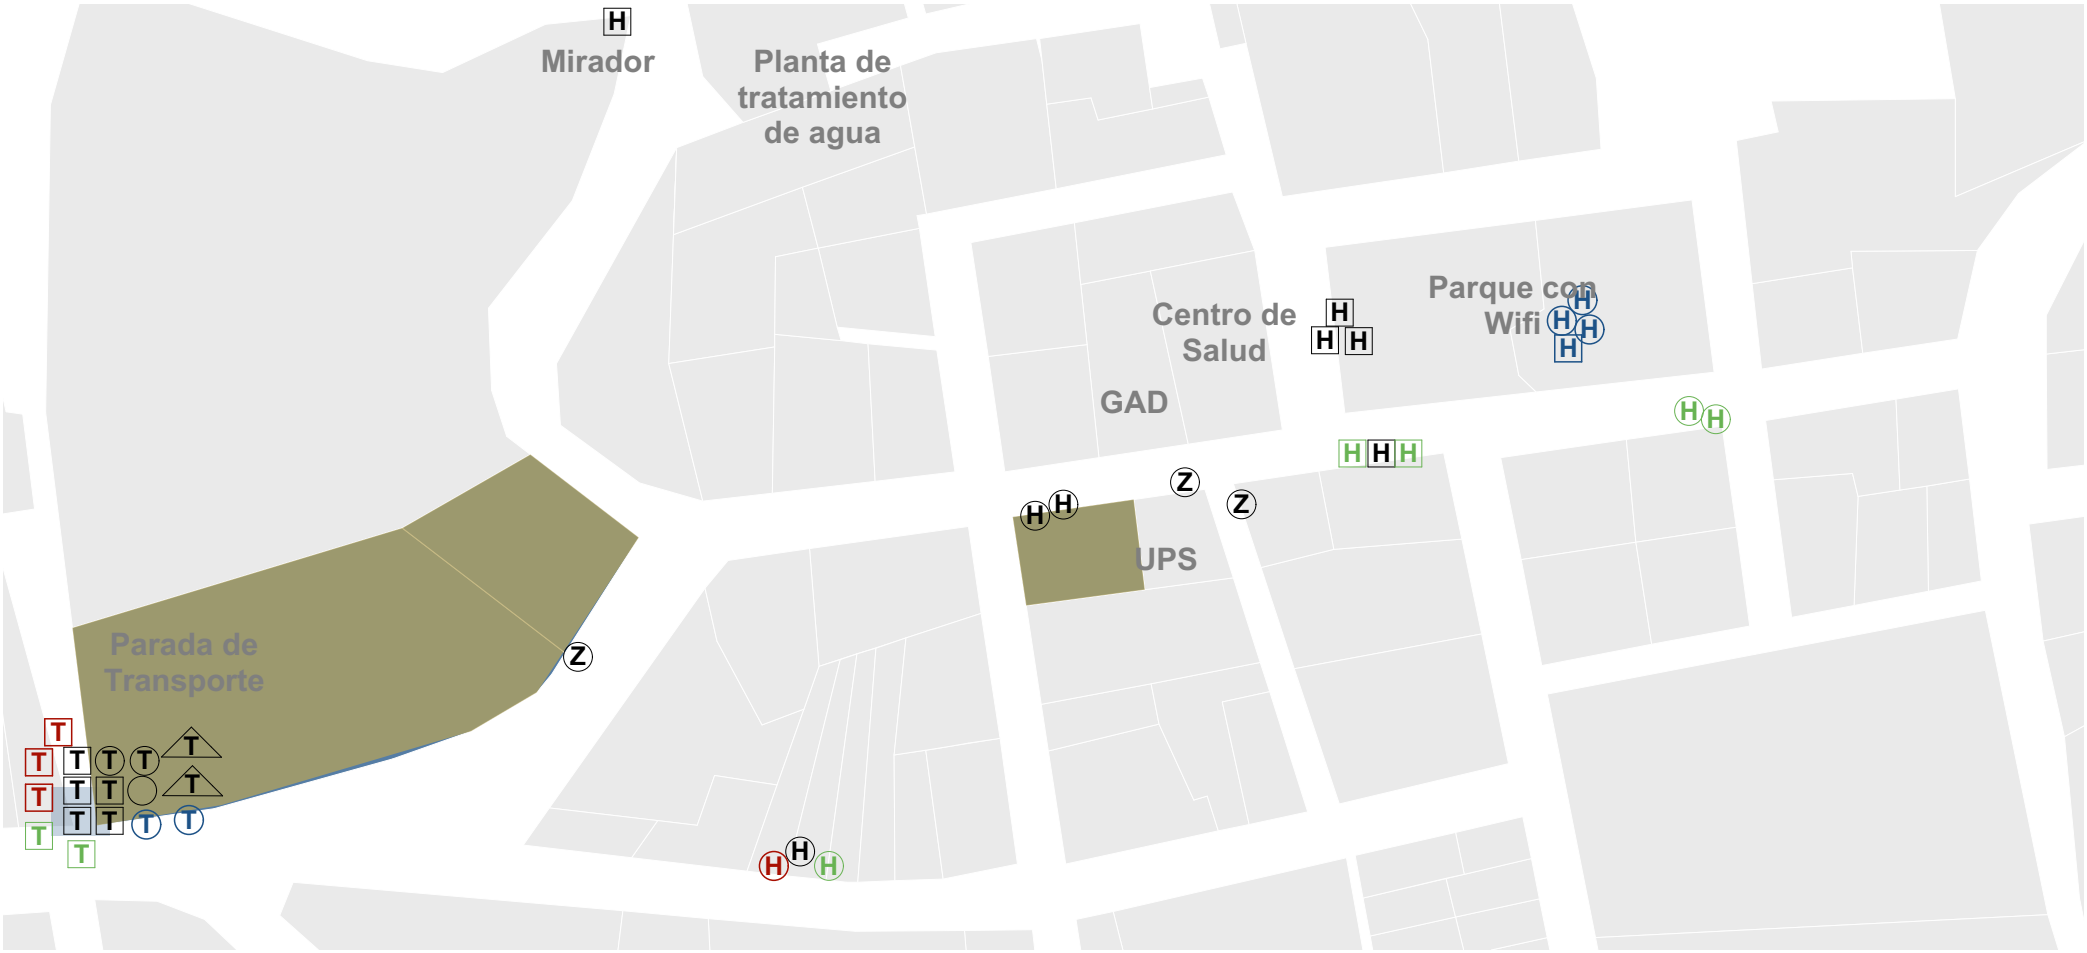 H
Mirador
Planta de
tratamiento
de agua
Parque con
Wifi
H
H H
H
Centro de
Salud
H
H H
GAD
H H
H H H
Z
Z
H H
UPS
Parada de
Transporte
Z
T
T T T T T
T T T T
T T T T T
T
T
H H H